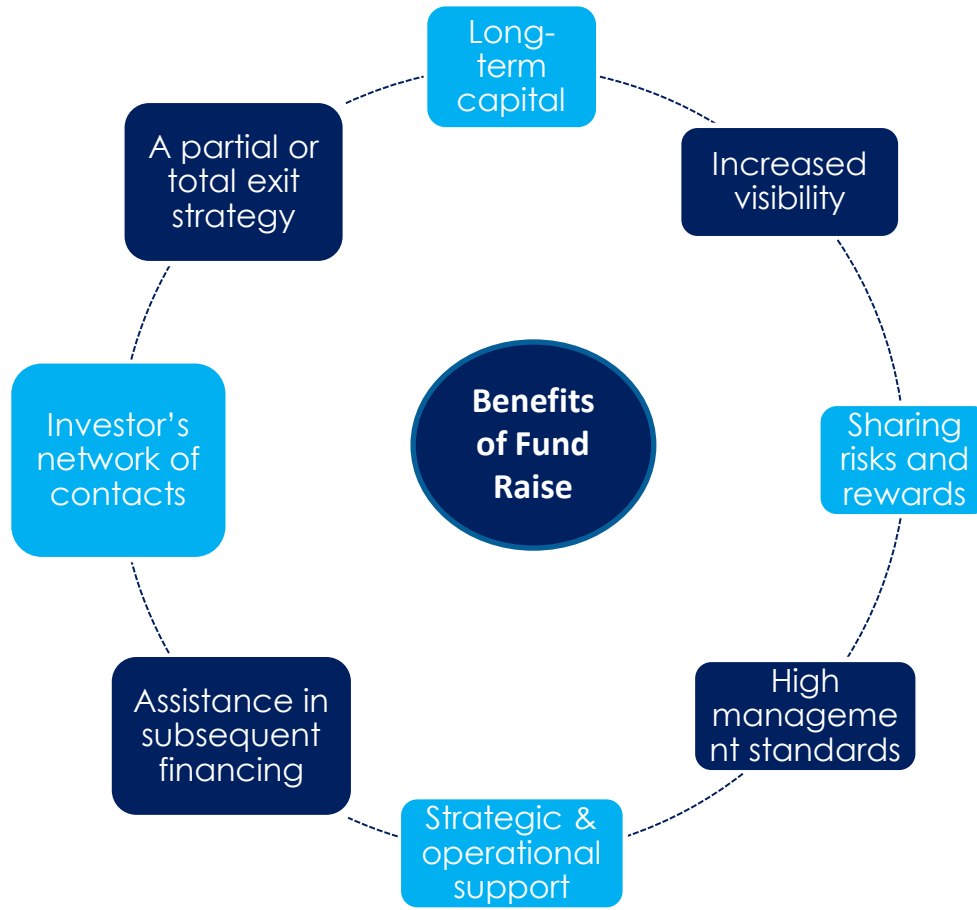 Long-
term
capital
Increased
visibility
Sharing
risks and
rewards
High
manageme
nt standards
Strategic &
operational
support
Assistance in
subsequent
financing
Investor’s
network of
contacts
A partial or
total exit
strategy
Benefits
of Fund
Raise